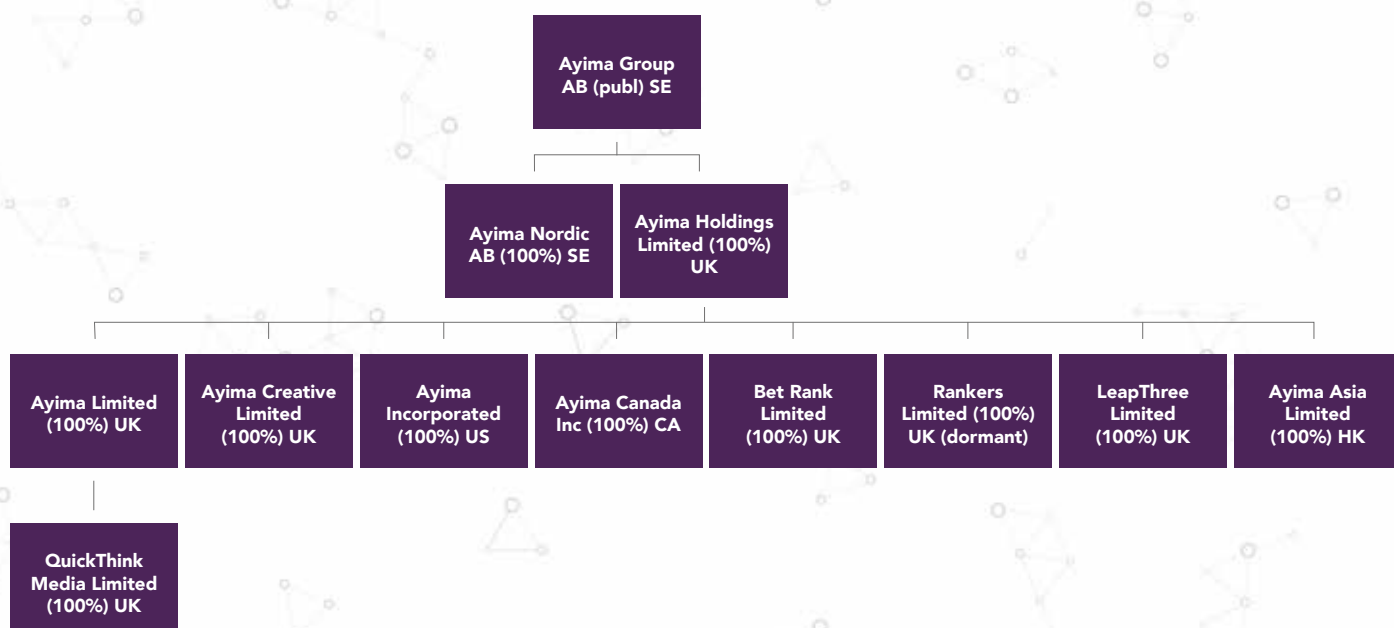 Ayima Group
AB (publ) SE
Ayima Nordic
AB (100%) SE
Ayima Holdings
Limited (100%)
UK
Ayima Limited
(100%) UK
Ayima Creative
Limited
(100%) UK
Ayima
Incorporated
(100%) US
Ayima Canada
Inc (100%) CA
Bet Rank
Limited
(100%) UK
Rankers
Limited (100%)
UK (dormant)
LeapThree
Limited
(100%) UK
Ayima Asia
Limited
(100%) HK
QuickThink
Media Limited
(100%) UK